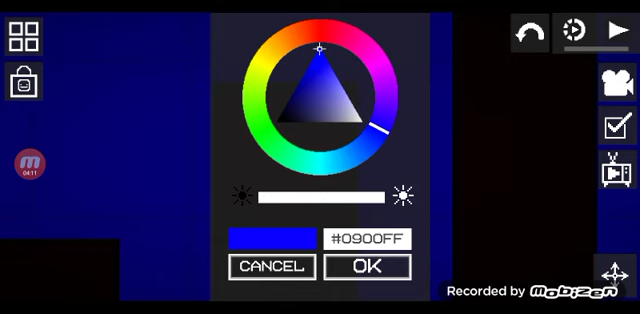 04:11
#0900FF
CANCEL
OK
Recorded by Mobizen